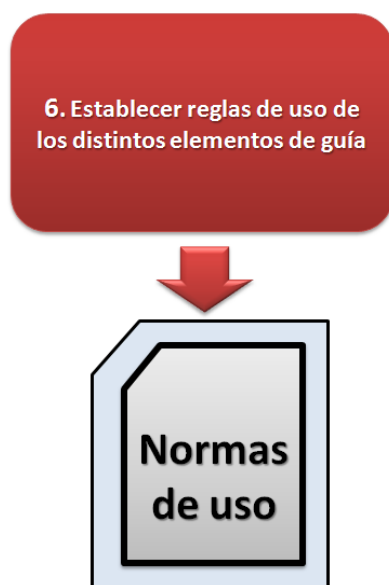 6. Establecer reglas de uso de
los distintos elementos de guía
Normas
de uso